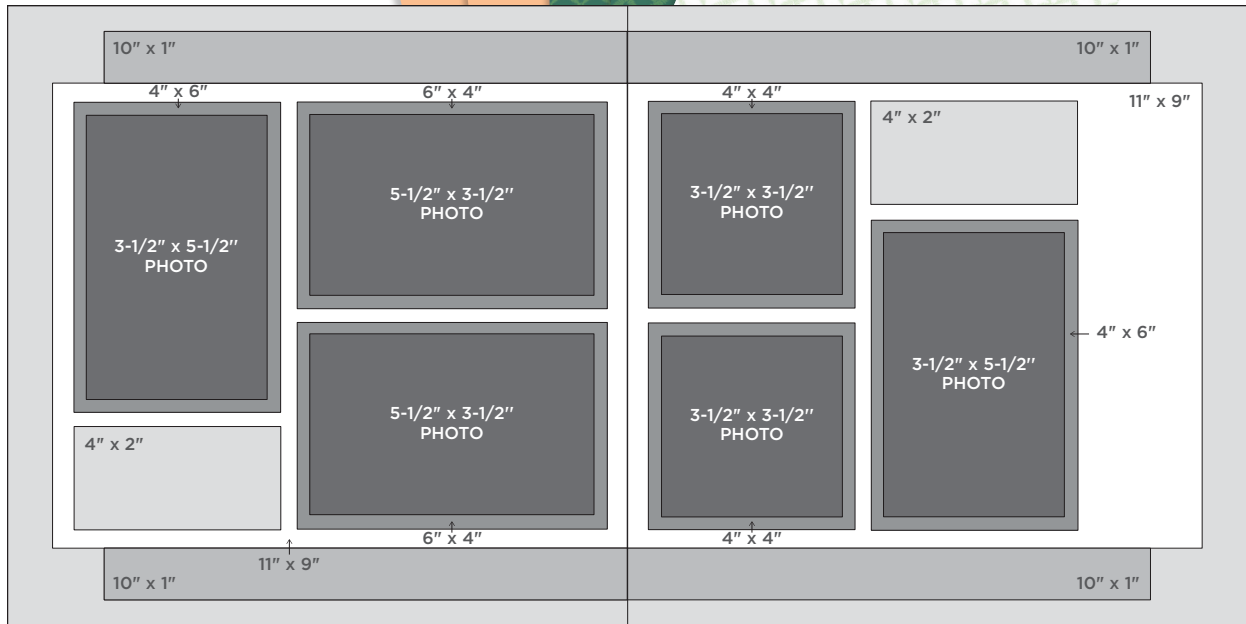 10" x 1"
10" x 1"
4" x 6"
6" x 4"
4" x 4"
11" x 9"
4" x 2"
5-1/2" x 3-1/2"
PHOTO
3-1/2" x 3-1/2"
PHOTO
3-1/2" x 5-1/2"
PHOTO
4" x 6"
3-1/2" x 5-1/2"
PHOTO
5-1/2" x 3-1/2"
PHOTO
3-1/2" x 3-1/2"
PHOTO
4" x 2"
6" x 4"
4" x 4"
11" x 9"
10" x 1"
10" x 1"